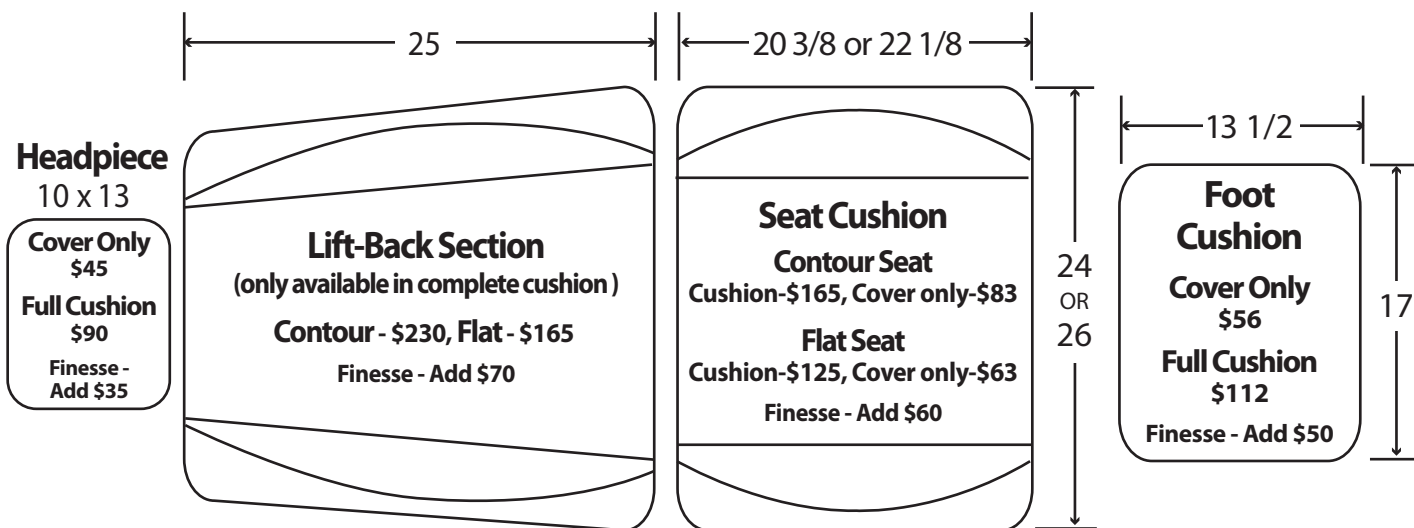 25
20 3/8 or 22 1/8
13 1/2
Headpiece
10 x 13
Cover Only
$45
Full Cushion
$90
Finesse -
Add $35
Lift-Back Section
(only available in complete cushion )
Contour - $230, Flat - $165
Finesse - Add $70
Seat Cushion
Contour Seat
Cushion-$165, Cover only-$83
Flat Seat
Cushion-$125, Cover only-$63
Finesse - Add $60
24
OR
26
Foot
Cushion
Cover Only
$56
Full Cushion
$112
Finesse - Add $50
17